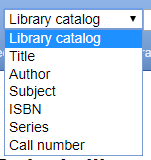 Library catalog
Library catalog
Title
Author
Subject
ISBN
Series
Call number